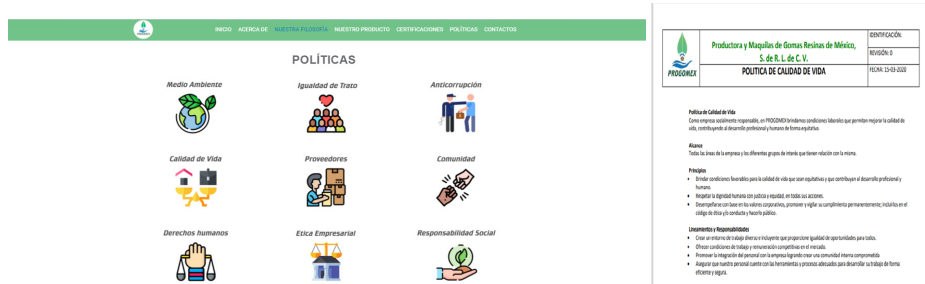 INICIO ACERCA DE NUESTRA FILOSOFÍA NUESTRO PRODUCTO CERTIFICACIONES POLÍTICAS CONTACTOS
POLÍTICAS
Medio Ambiente Igualdad de Trato Anticorrupción
Calidad de Vida Proveedores Comunidad
Derechos humanos Etica Empresarial Responsabilidad Social
PROGOMEX
Productora y Maquilas de Gomas Resinas de México,
S. de R. L. de C. V.
POLITICA DE CALIDAD DE VIDA
IDENTIFICACIÓN.
REVISIÓN: 0
FECHA: 15-03-2020
Política de Calidad de Vida
Como empresa socialmente responsable, en PROGOMEX brindamos condiciones laborales que permitan mejorar la calidad de
vida, contribuyendo al desarrollo profesional y humano de forma equitativa.
Alcance
Todas las áreas de la empresa y los diferentes grupos de interés que tienen relación con la misma.
Principios
• Brindar condiciones favorables para la calidad de vida que sean equitativas y que contribuyen al desarrollo profesional y
humano.
• Respetar la dignidad humana con justicia y equidad, en todas sus acciones.
• Desempeñarse con base en los valores corporativos, promover y vigilar su cumplimiento permanentemente; incluirlos en el
código de ética y/o conducta y hacerlo público.
Lineamientos y Responsabilidades
• Crear un entorno de trabajo diverso e incluyente que proporcione igualdad de oportunidades para todos.
• Ofrecer condiciones de trabajo y remuneración competitivas en el mercado.
• Promover la integración del personal con la empresa logrando crear una comunidad interna comprometida
• Asegurar que nuestro personal cuente con las herramientas y procesos adecuados para desarrollar su trabajo de forma
eficiente y segura.